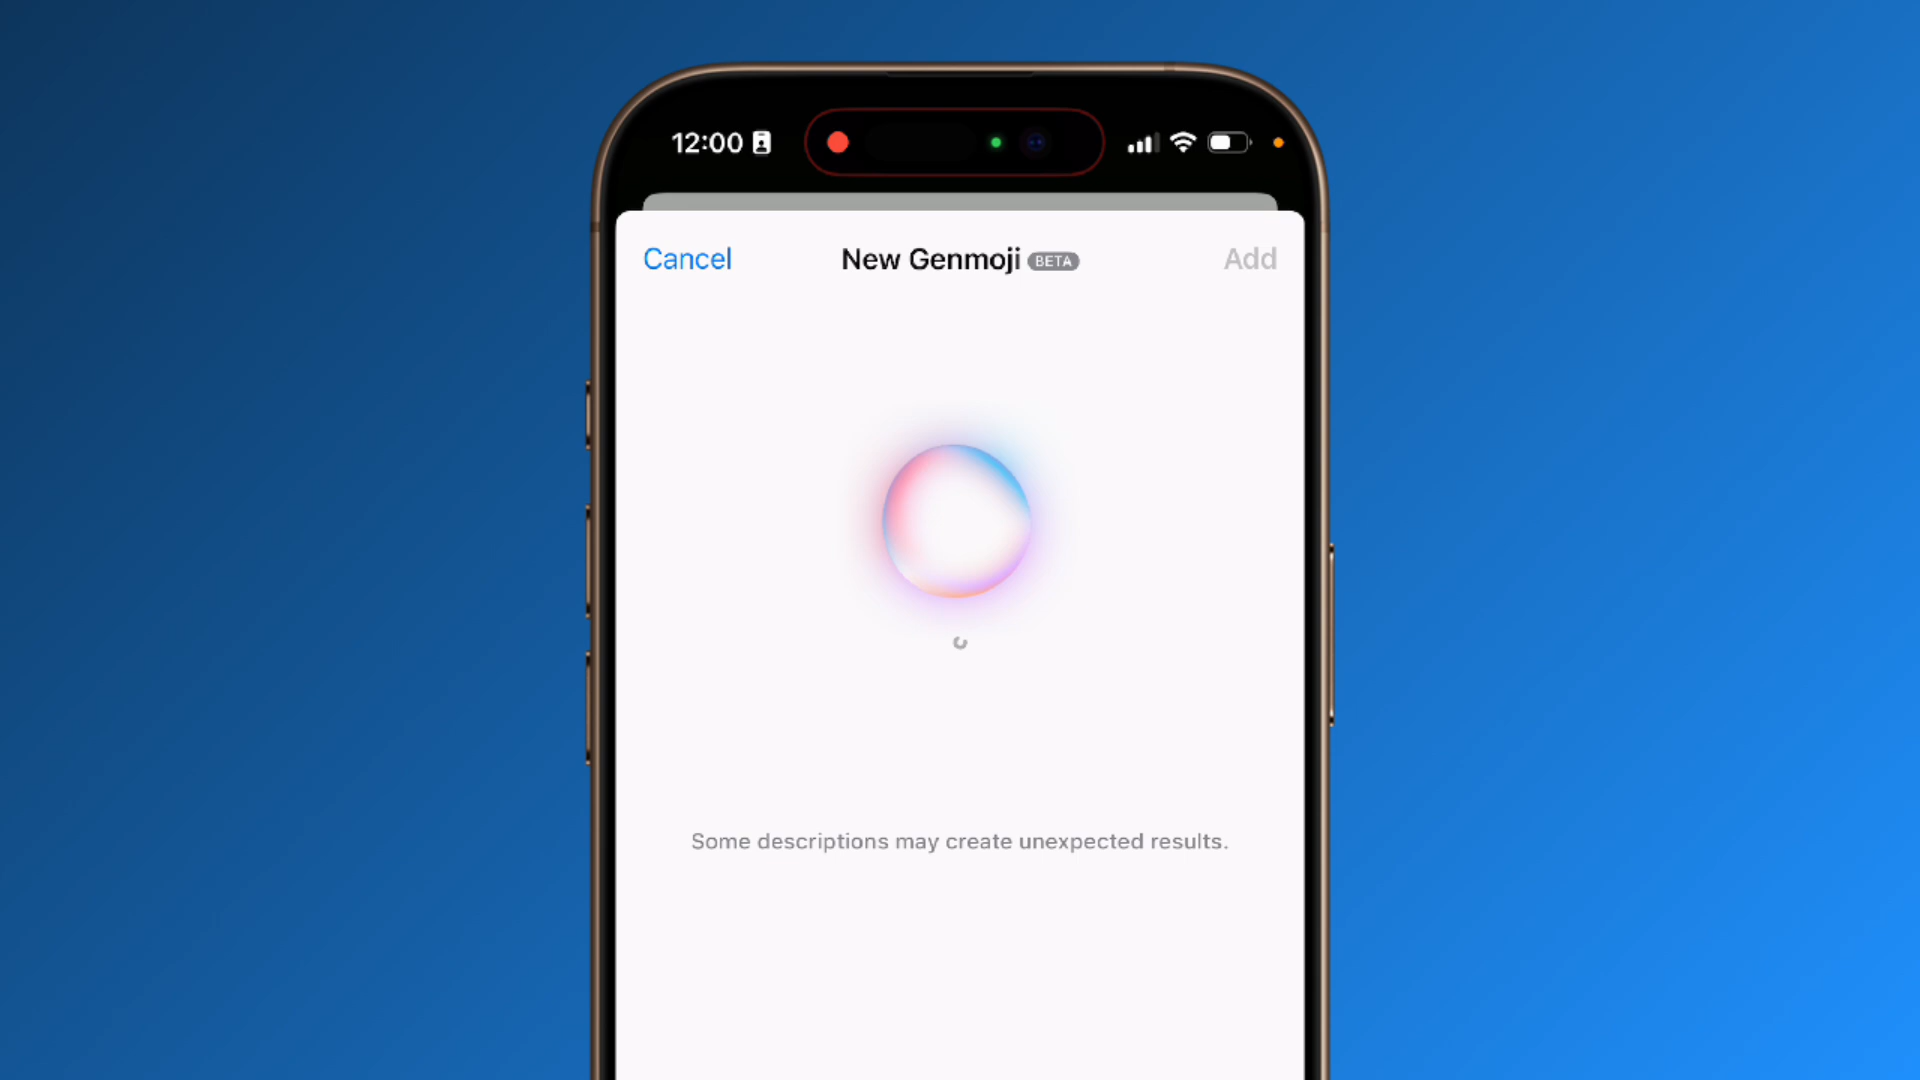 12:00
Cancel New Genmoji BETA Add
Some descriptions may create unexpected results.